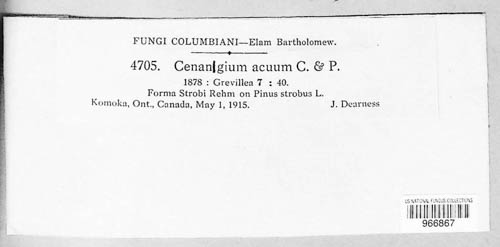 FUNGI COLUMBIANI—Elam Bartholomew.
4705. Cenangium acuum C. & P.
1878 : Grevillea 7 : 40.
Forma Strobi Rehm on Pinus strobus L.
Komoka, Ont., Canada, May 1, 1915. J. Dearness
US NATIONAL FUNGUS COLLECTIONS
966867